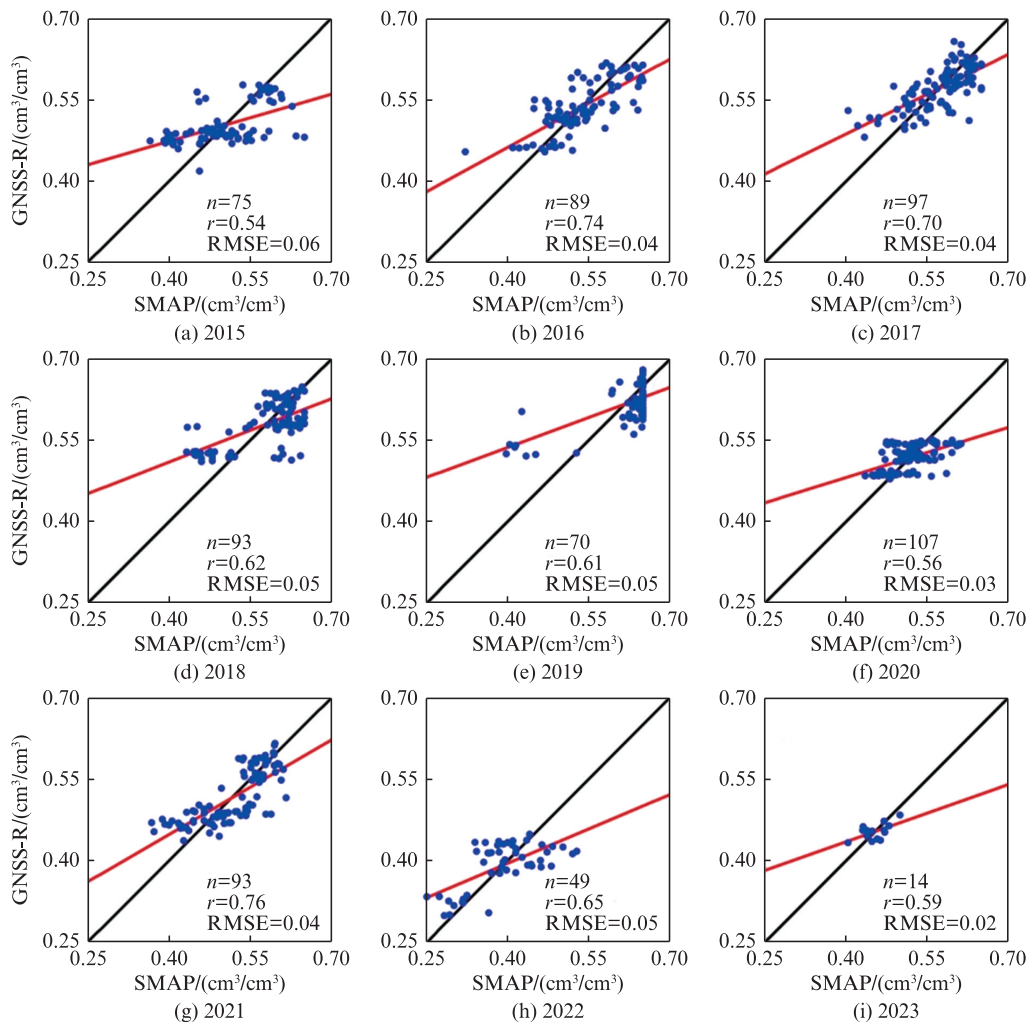 0.70
0.55
0.40
0.25
GNSS-R/(cm³/cm³)
n=75
r=0.54
RMSE=0.06
0.25 0.40 0.55 0.70
SMAP/(cm³/cm³)
(a) 2015
0.70
0.55
0.40
0.25
n=89
r=0.74
RMSE=0.04
0.25 0.40 0.55 0.70
SMAP/(cm³/cm³)
(b) 2016
0.70
0.55
0.40
0.25
n=97
r=0.70
RMSE=0.04
0.25 0.40 0.55 0.70
SMAP/(cm³/cm³)
(c) 2017
0.70
0.55
0.40
0.25
GNSS-R/(cm³/cm³)
n=93
r=0.62
RMSE=0.05
0.25 0.40 0.55 0.70
SMAP/(cm³/cm³)
(d) 2018
0.70
0.55
0.40
0.25
n=70
r=0.61
RMSE=0.05
0.25 0.40 0.55 0.70
SMAP/(cm³/cm³)
(e) 2019
0.70
0.55
0.40
0.25
n=107
r=0.56
RMSE=0.03
0.25 0.40 0.55 0.70
SMAP/(cm³/cm³)
(f) 2020
0.70
0.55
0.40
0.25
GNSS-R/(cm³/cm³)
n=93
r=0.76
RMSE=0.04
0.25 0.40 0.55 0.70
SMAP/(cm³/cm³)
(g) 2021
0.70
0.55
0.40
0.25
n=49
r=0.65
RMSE=0.05
0.25 0.40 0.55 0.70
SMAP/(cm³/cm³)
(h) 2022
0.70
0.55
0.40
0.25
n=14
r=0.59
RMSE=0.02
0.25 0.40 0.55 0.70
SMAP/(cm³/cm³)
(i) 2023